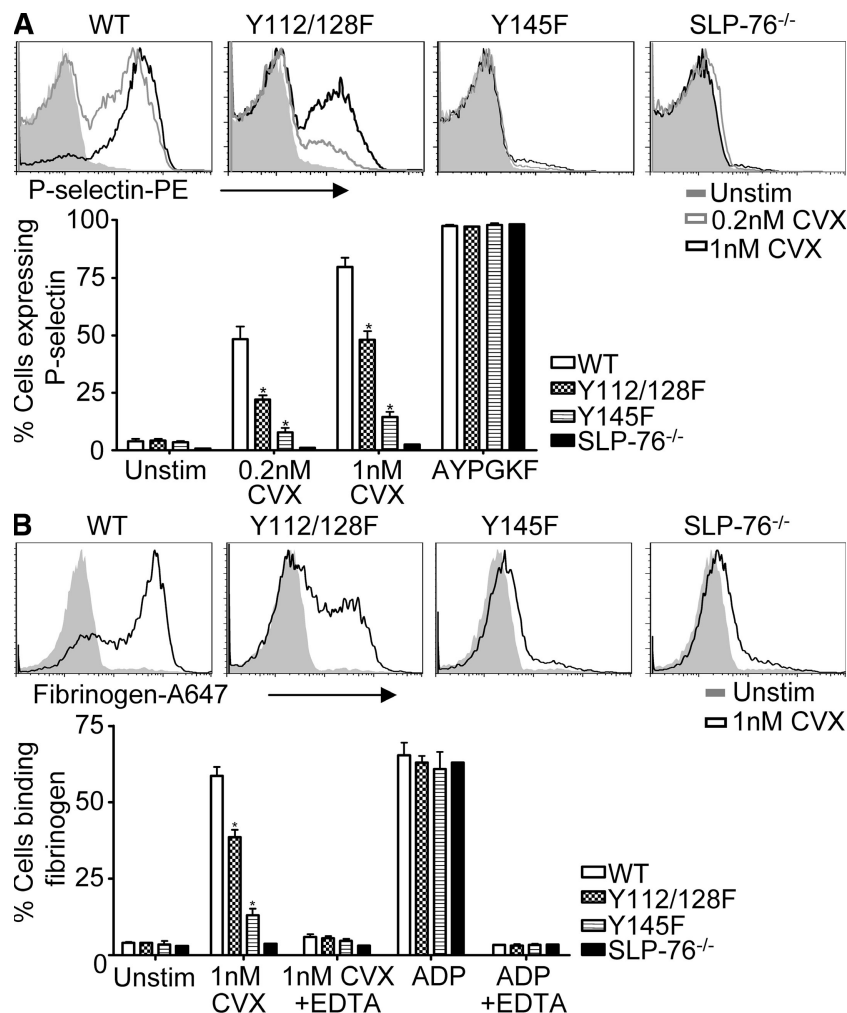 A
WT Y112/128F Y145F SLP-76-/-
P-selectin-PE
Unstim
0.2nM CVX
1nM CVX
% Cells expressing
P-selectin
100
75
50
25
0
* * * *
WT
Y112/128F
Y145F
SLP-76-/-
Unstim 0.2nM CVX 1nM CVX AYPGKF
B
WT Y112/128F Y145F SLP-76-/-
Fibrinogen-A647
Unstim
1nM CVX
% Cells binding
fibrinogen
75
50
25
0
* *
WT
Y112/128F
Y145F
SLP-76-/-
Unstim 1nM CVX 1nM CVX +EDTA ADP ADP +EDTA